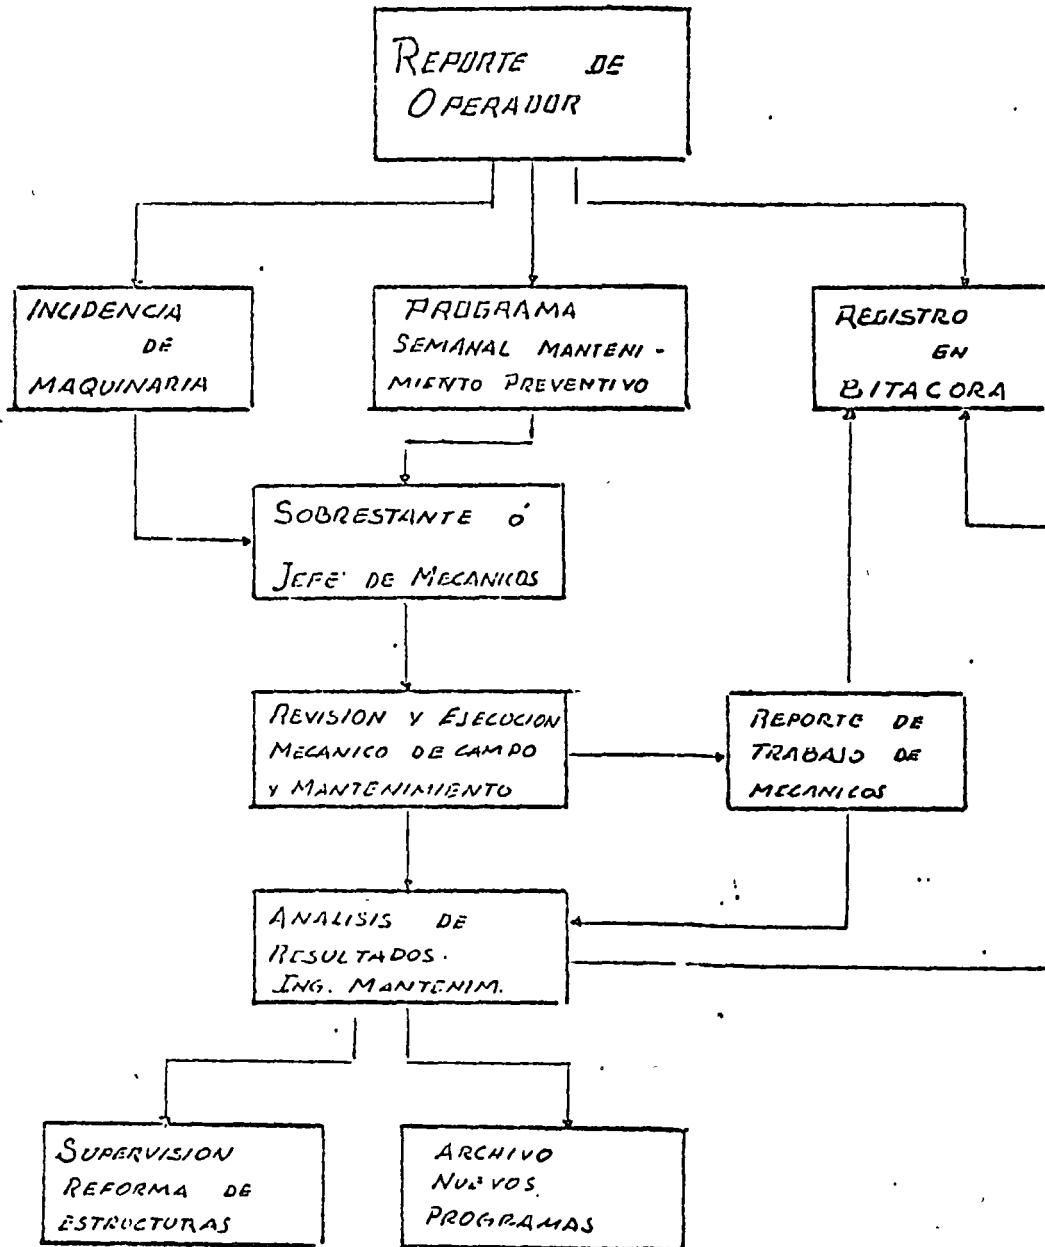 REPORTE DE
OPERADOR
INCIDENCIA
DE
MAQUINARIA
PROGRAMA
SEMANAL MANTENI-
MIENTO PREVENTIVO
REGISTRO
EN
BITACORA
SOBRESTANTE ó
JEFE DE MECANICOS
REVISION Y EJECUCION
MECANICO DE CAMPO
Y MANTENIMIENTO
REPORTE DE
TRABAJO DE
MECANICOS
ANALISIS DE
RESULTADOS.
ING. MANTENIM.
SUPERVISION
REFORMA DE
ESTRUCTURAS
ARCHIVO
NUEVOS
PROGRAMAS